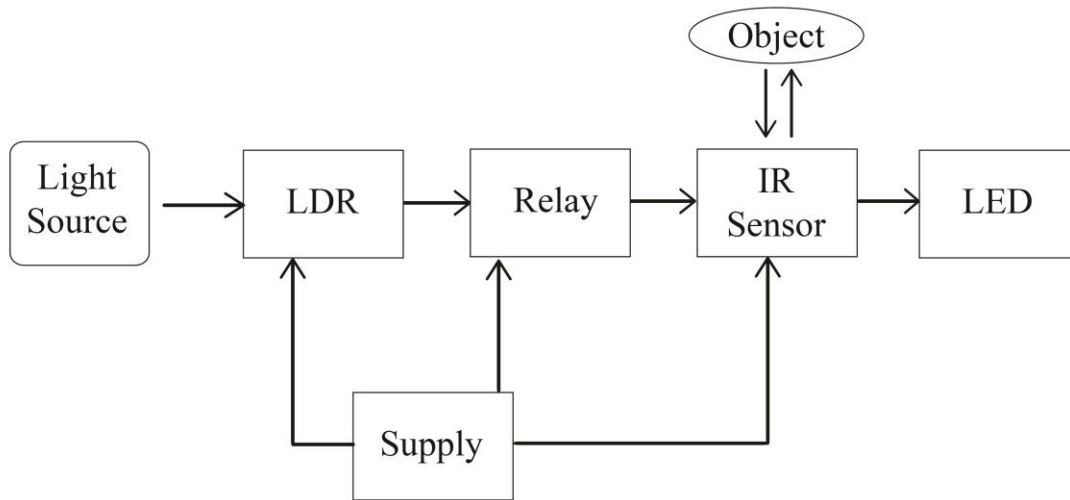 Object
Light
Source
LDR
Relay
IR
Sensor
LED
Supply